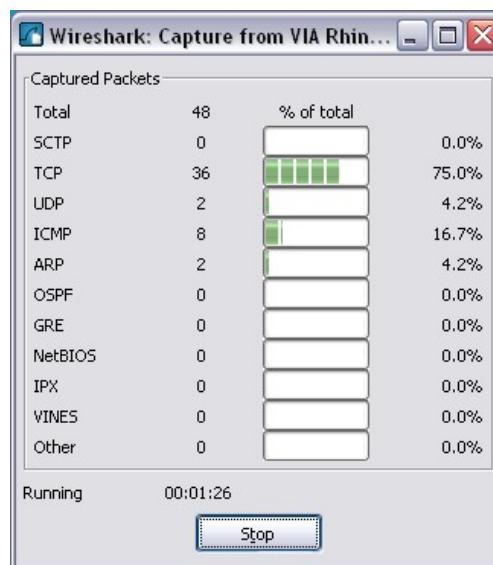 Wireshark: Capture from VIA Rhin...
Captured Packets
Total 48 % of total
SCTP 0 0.0%
TCP 36 75.0%
UDP 2 4.2%
ICMP 8 16.7%
ARP 2 4.2%
OSPF 0 0.0%
GRE 0 0.0%
NetBIOS 0 0.0%
IPX 0 0.0%
VINES 0 0.0%
Other 0 0.0%
Running 00:01:26
Stop